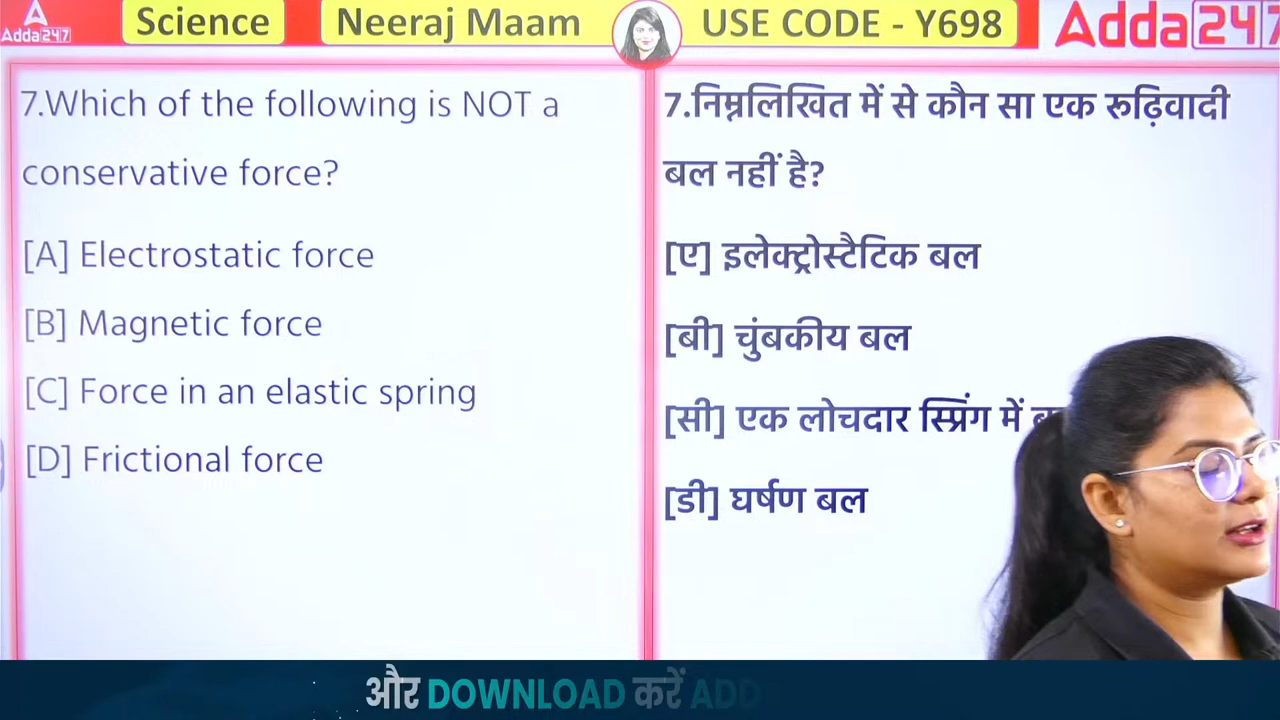 Adda247
Science
Neeraj Maam
USE CODE - Y698
Adda247
7.Which of the following is NOT a
conservative force?
[A] Electrostatic force
[B] Magnetic force
[C] Force in an elastic spring
[D] Frictional force
7.निम्नलिखित में से कौन सा एक रूढ़िवादी
बल नहीं है?
[ए] इलेक्ट्रोस्टैटिक बल
[बी] चुंबकीय बल
[सी] एक लोचदार स्प्रिंग में
[डी] घर्षण बल
और DOWNLOAD करें ADD